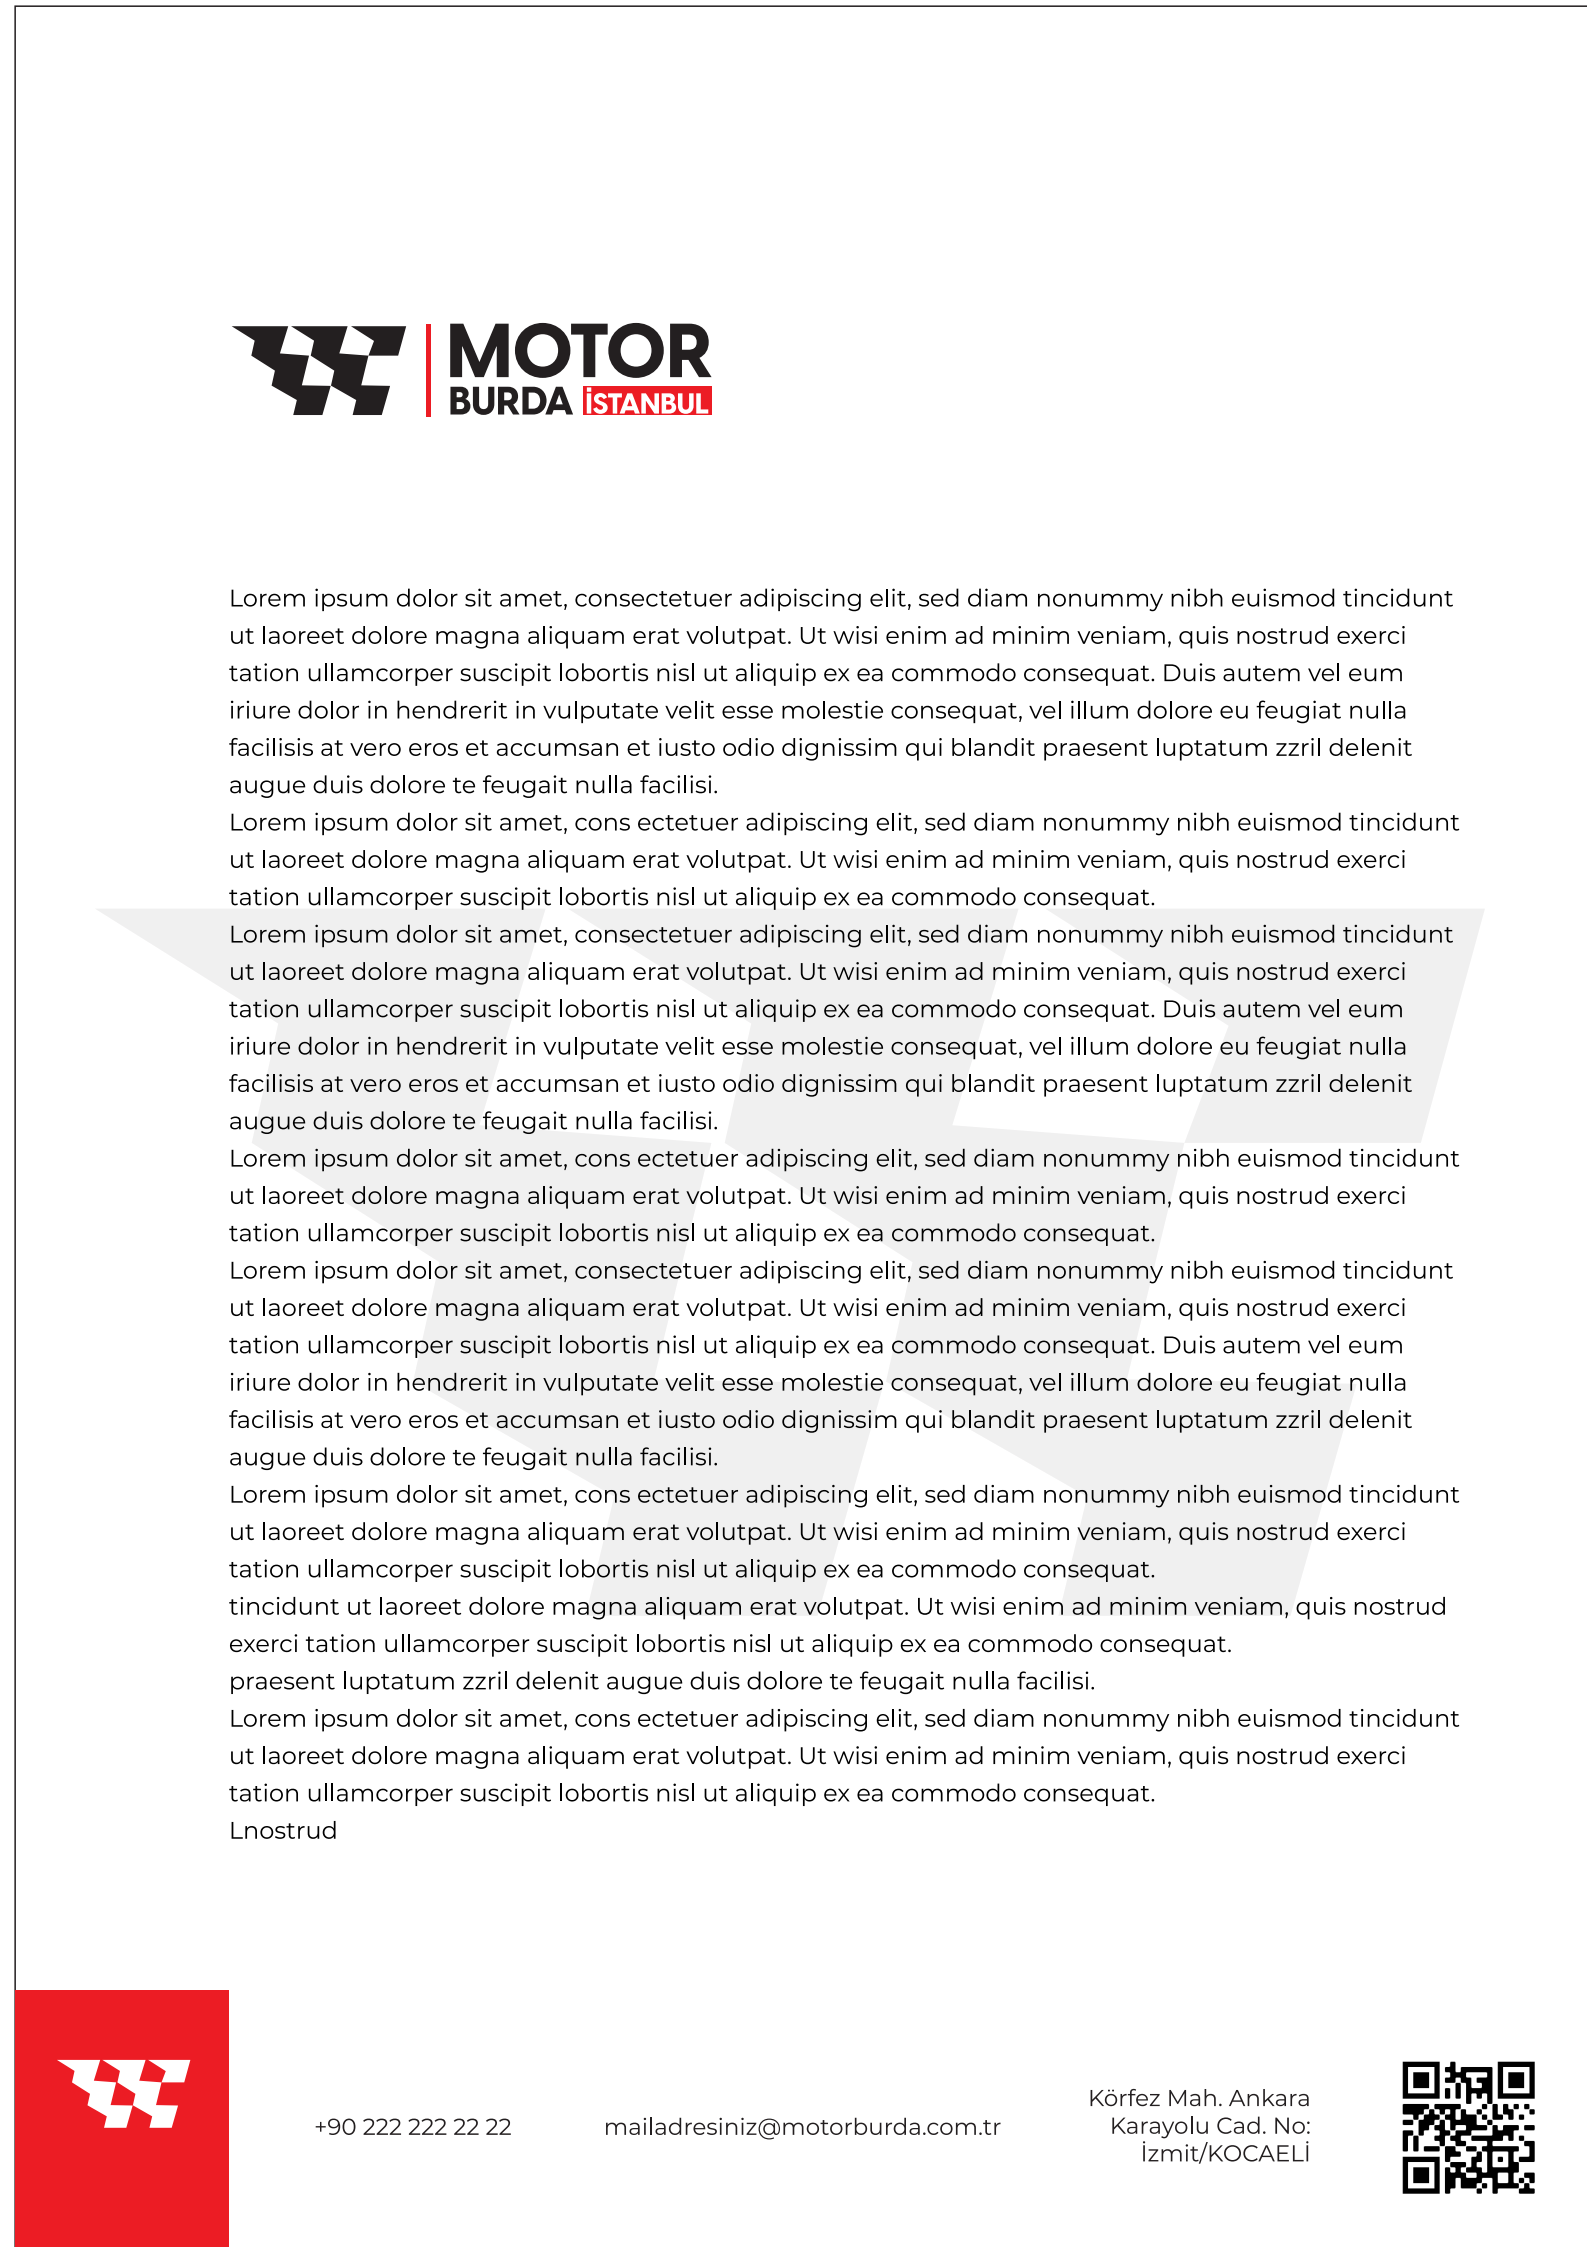 MOTOR
BURDA İSTANBUL
Lorem ipsum dolor sit amet, consectetuer adipiscing elit, sed diam nonummy nibh euismod tincidunt
ut laoreet dolore magna aliquam erat volutpat. Ut wisi enim ad minim veniam, quis nostrud exerci
tation ullamcorper suscipit lobortis nisl ut aliquip ex ea commodo consequat. Duis autem vel eum
iriure dolor in hendrerit in vulputate velit esse molestie consequat, vel illum dolore eu feugiat nulla
facilisis at vero eros et accumsan et iusto odio dignissim qui blandit praesent luptatum zzril delenit
augue duis dolore te feugait nulla facilisi.
Lorem ipsum dolor sit amet, cons ectetuer adipiscing elit, sed diam nonummy nibh euismod tincidunt
ut laoreet dolore magna aliquam erat volutpat. Ut wisi enim ad minim veniam, quis nostrud exerci
tation ullamcorper suscipit lobortis nisl ut aliquip ex ea commodo consequat.
Lorem ipsum dolor sit amet, consectetuer adipiscing elit, sed diam nonummy nibh euismod tincidunt
ut laoreet dolore magna aliquam erat volutpat. Ut wisi enim ad minim veniam, quis nostrud exerci
tation ullamcorper suscipit lobortis nisl ut aliquip ex ea commodo consequat. Duis autem vel eum
iriure dolor in hendrerit in vulputate velit esse molestie consequat, vel illum dolore eu feugiat nulla
facilisis at vero eros et accumsan et iusto odio dignissim qui blandit praesent luptatum zzril delenit
augue duis dolore te feugait nulla facilisi.
Lorem ipsum dolor sit amet, cons ectetuer adipiscing elit, sed diam nonummy nibh euismod tincidunt
ut laoreet dolore magna aliquam erat volutpat. Ut wisi enim ad minim veniam, quis nostrud exerci
tation ullamcorper suscipit lobortis nisl ut aliquip ex ea commodo consequat.
Lorem ipsum dolor sit amet, consectetuer adipiscing elit, sed diam nonummy nibh euismod tincidunt
ut laoreet dolore magna aliquam erat volutpat. Ut wisi enim ad minim veniam, quis nostrud exerci
tation ullamcorper suscipit lobortis nisl ut aliquip ex ea commodo consequat. Duis autem vel eum
iriure dolor in hendrerit in vulputate velit esse molestie consequat, vel illum dolore eu feugiat nulla
facilisis at vero eros et accumsan et iusto odio dignissim qui blandit praesent luptatum zzril delenit
augue duis dolore te feugait nulla facilisi.
Lorem ipsum dolor sit amet, cons ectetuer adipiscing elit, sed diam nonummy nibh euismod tincidunt
ut laoreet dolore magna aliquam erat volutpat. Ut wisi enim ad minim veniam, quis nostrud exerci
tation ullamcorper suscipit lobortis nisl ut aliquip ex ea commodo consequat.
tincidunt ut laoreet dolore magna aliquam erat volutpat. Ut wisi enim ad minim veniam, quis nostrud
exerci tation ullamcorper suscipit lobortis nisl ut aliquip ex ea commodo consequat.
praesent luptatum zzril delenit augue duis dolore te feugait nulla facilisi.
Lorem ipsum dolor sit amet, cons ectetuer adipiscing elit, sed diam nonummy nibh euismod tincidunt
ut laoreet dolore magna aliquam erat volutpat. Ut wisi enim ad minim veniam, quis nostrud exerci
tation ullamcorper suscipit lobortis nisl ut aliquip ex ea commodo consequat.
Lnostrud
+90 222 222 22 22
mailadresiniz@motorburda.com.tr
Körfez Mah. Ankara
Karayolu Cad. No:
İzmit/KOCAELİ